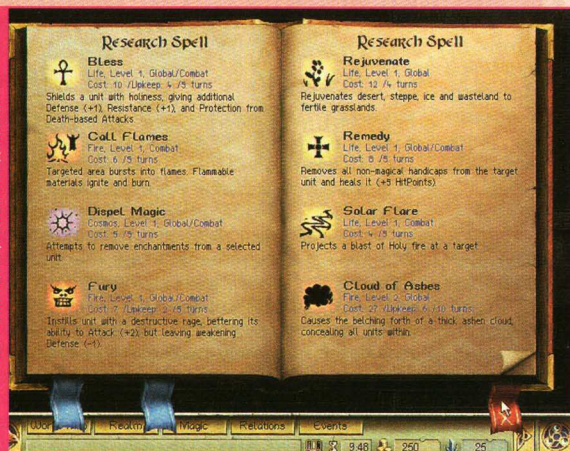 Research Spell
Bless
Life, Level 1, Global/Combat
Cost: 10 /Upkeep: 4 /5 turns
Shields a unit with holiness, giving additional
Defense (+1), Resistance (+1), and Protection from
Death-based Attacks
Call Flames
Fire, Level 1, Combat
Cost: 6 /5 turns
Targeted area bursts into flames. Flammable
materials ignite and burn
Dispel Magic
Cosmos, Level 1, Global/Combat
Cost: 5 /5 turns
Attempts to remove enchantments from a selected
unit
Fury
Fire, Level 1, Global/Combat
Cost: 7 /Upkeep: 2 /5 turns
Instills unit with a destructive rage, bettering its
ability to Attack (+2), but leaving weakening
Defense (-1).
Research Spell
Rejuvenate
Life, Level 1, Global
Cost: 12 /4 turns
Rejuvenates desert, steppe, ice and wasteland to
fertile grasslands.
Remedy
Life, Level 1, Global/Combat
Cost: 8 /5 turns
Removes all non-magical handicaps from the target
unit and heals it (+5 HitPoints)
Solar Flare
Life, Level 1, Combat
Cost: 4 /5 turns
Projects a blast of Holy fire at a target
Cloud of Ashes
Fire, Level 2, Global
Cost: 27 /Upkeep: 6 /10 turns
Causes the belching forth of a thick ashen cloud,
concealing all units within.
Realm Magic Relations Events
9:48 250 25